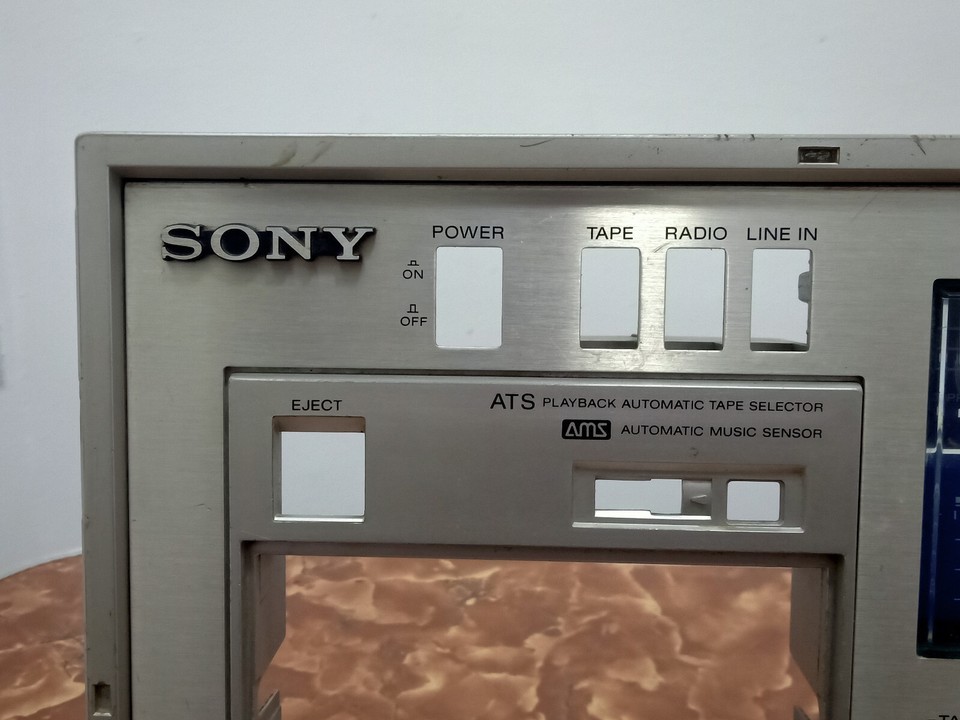 SONY
POWER
TAPE RADIO LINE IN
ON
OFF
EJECT
ATS PLAYBACK AUTOMATIC TAPE SELECTOR
AMS AUTOMATIC MUSIC SENSOR